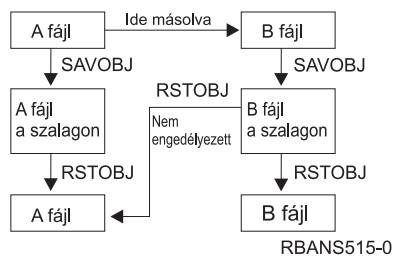 A fájl
Ide másolva
B fájl
SAVOBJ
SAVOBJ
A fájl
a szalagon
RSTOBJ
Nem
engedélyezett
B fájl
a szalagon
RSTOBJ
RSTOBJ
A fájl
B fájl
RBANS515-0